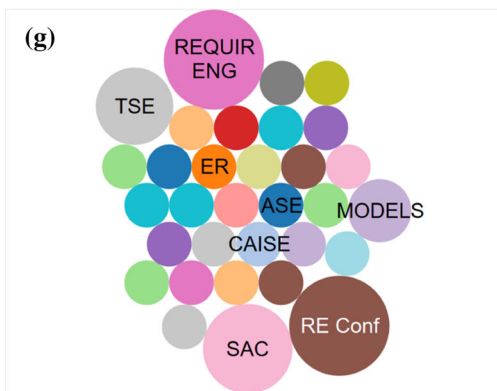 (g)
REQUIR
ENG
TSE
ER
ASE
MODELS
CAISE
RE Conf
SAC